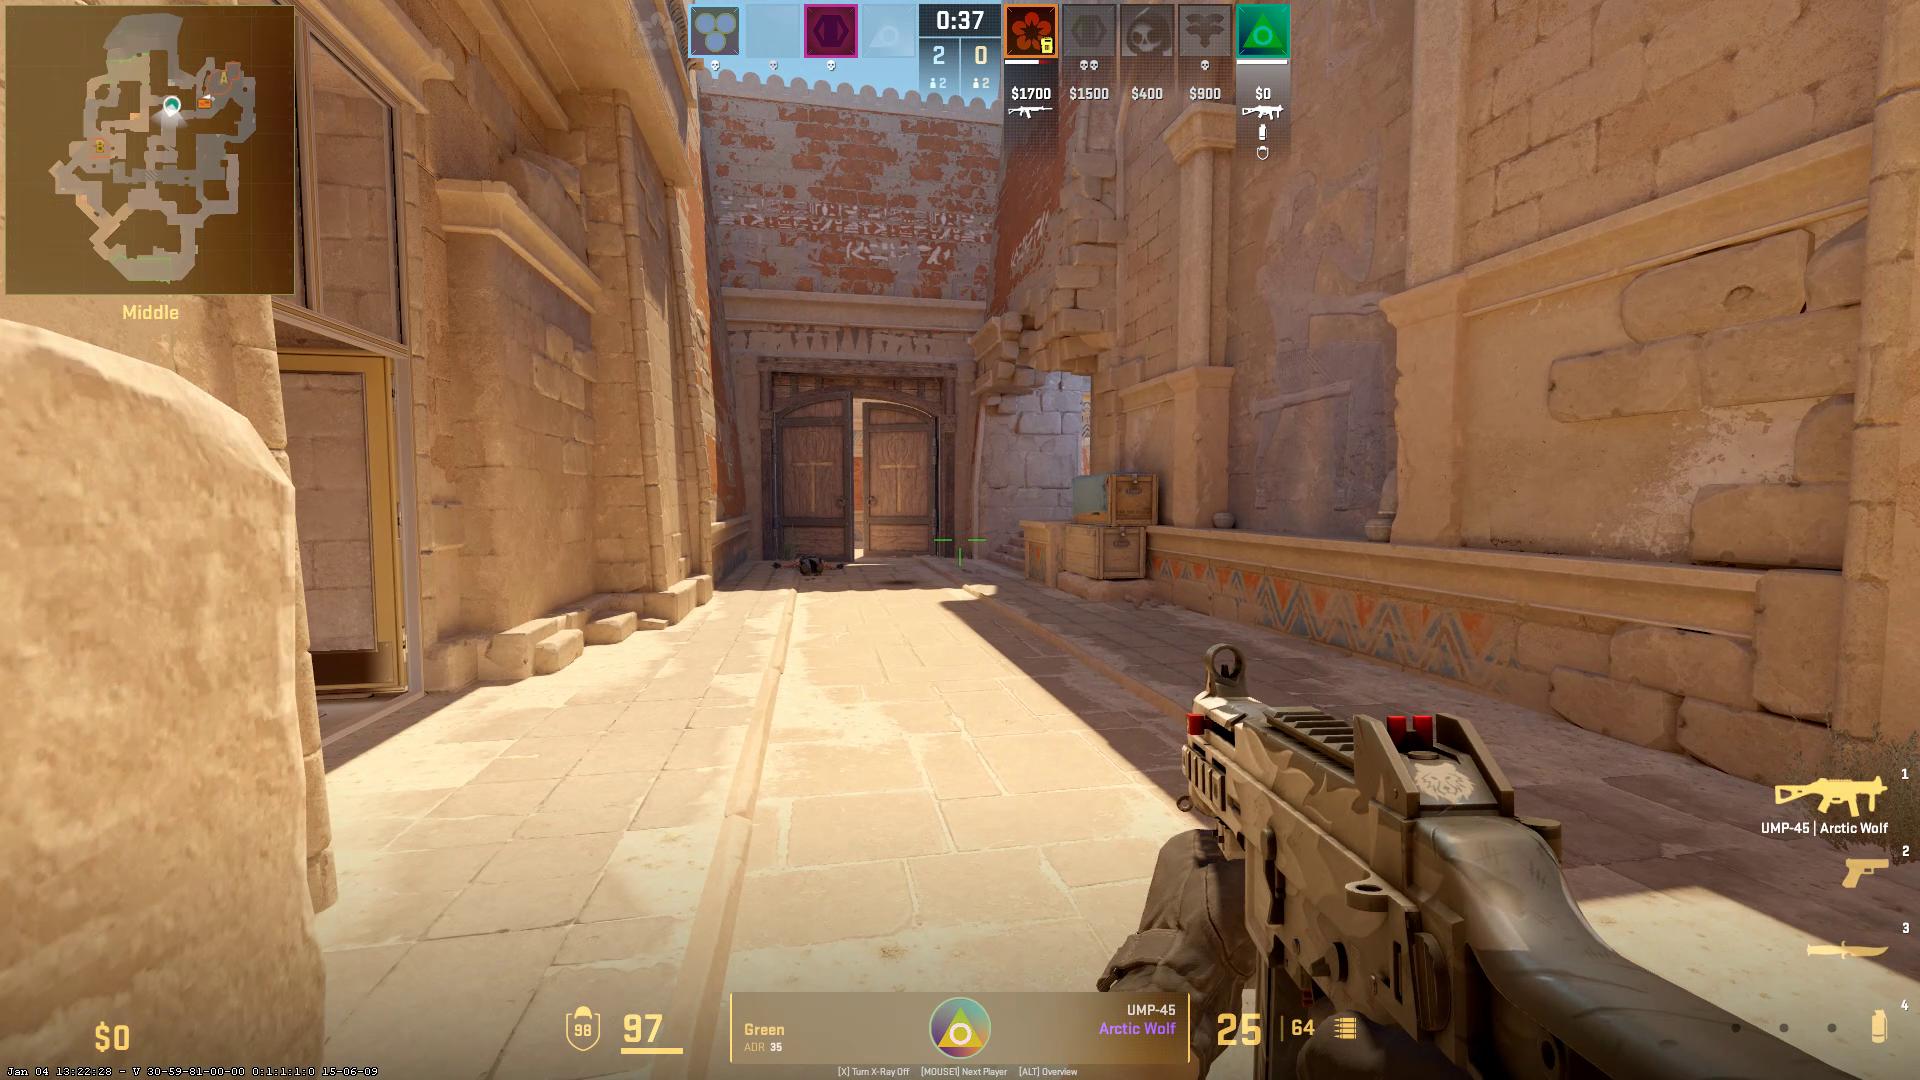 A
B
Middle
0:37
2 0
2 2
$1700 $1500 $400 $900 $0
1
UMP-45 | Arctic Wolf
2
3
4
$0
98 97
Green
ADR 35
UMP-45
Arctic Wolf
25 | 64
[X] Turn X-Ray Off [MOUSE1] Next Player [ALT] Overview
Jan 04 13:22:28 - V 30-59-81-00-00 0:1:1:1:0 15-06-09